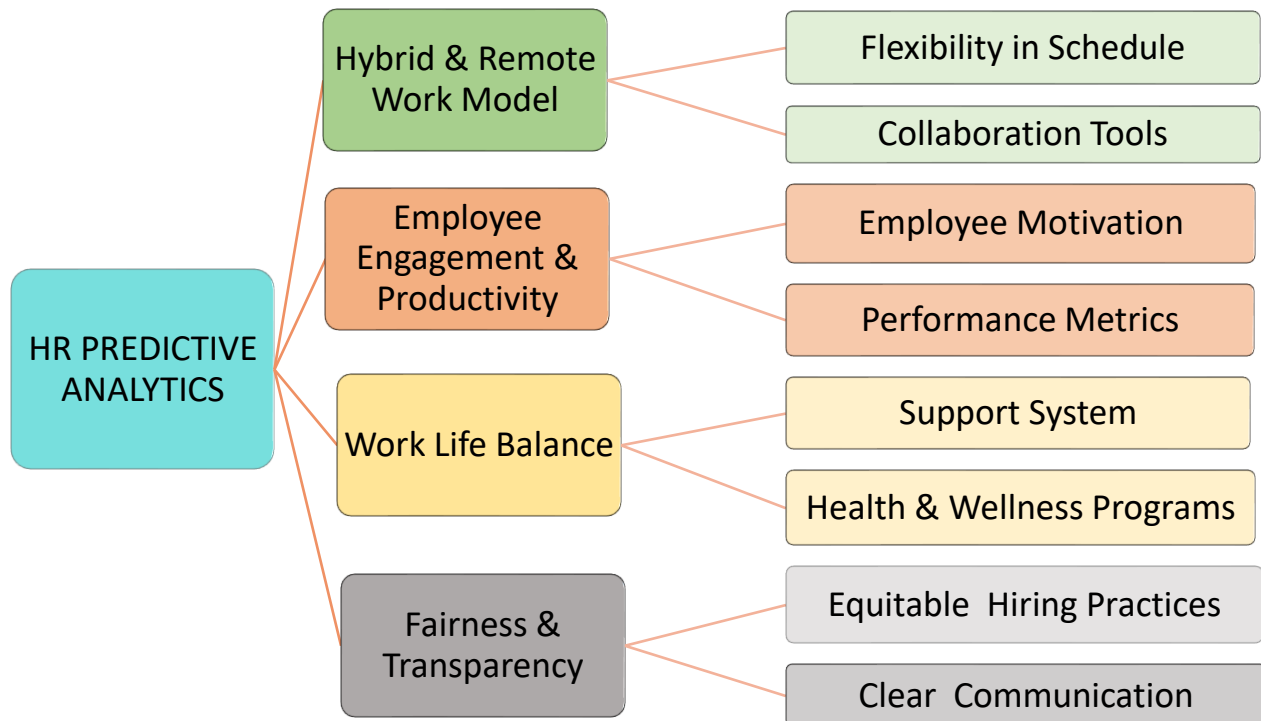 HR PREDICTIVE
ANALYTICS
Hybrid & Remote
Work Model
Flexibility in Schedule
Collaboration Tools
Employee
Engagement &
Productivity
Employee Motivation
Performance Metrics
Work Life Balance
Support System
Health & Wellness Programs
Fairness &
Transparency
Equitable  Hiring Practices
Clear  Communication